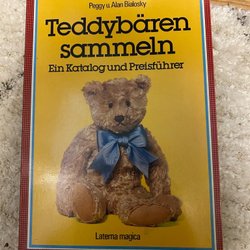 Peggy u. Alan Bialosky
Teddybären
sammeln
Ein Katalog und Preisführer
Laterna magica